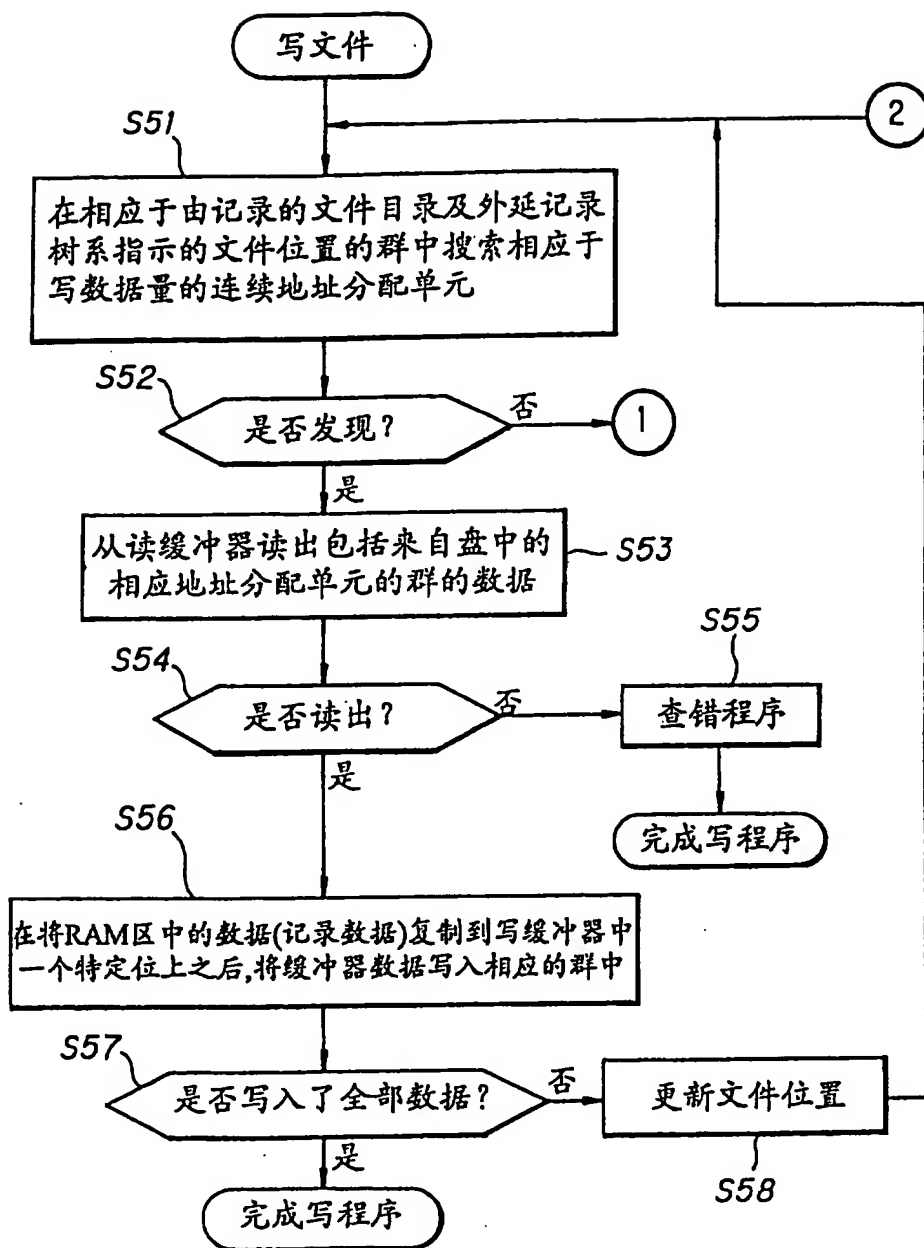 写文件
2
S51
在相应于由记录的文件目录及外延记录
树系指示的文件位置的群中搜索相应于
写数据量的连续地址分配单元
S52
是否发现?
否
1
是
从读缓冲器读出包括来自盘中的
相应地址分配单元的群的数据
S53
S54
是否读出?
否
S55
查错程序
是
完成写程序
S56
在将RAM区中的数据(记录数据)复制到写缓冲器中
一个特定位上之后,将缓冲器数据写入相应的群中
S57
是否写入了全部数据?
否
更新文件位置
是
S58
完成写程序